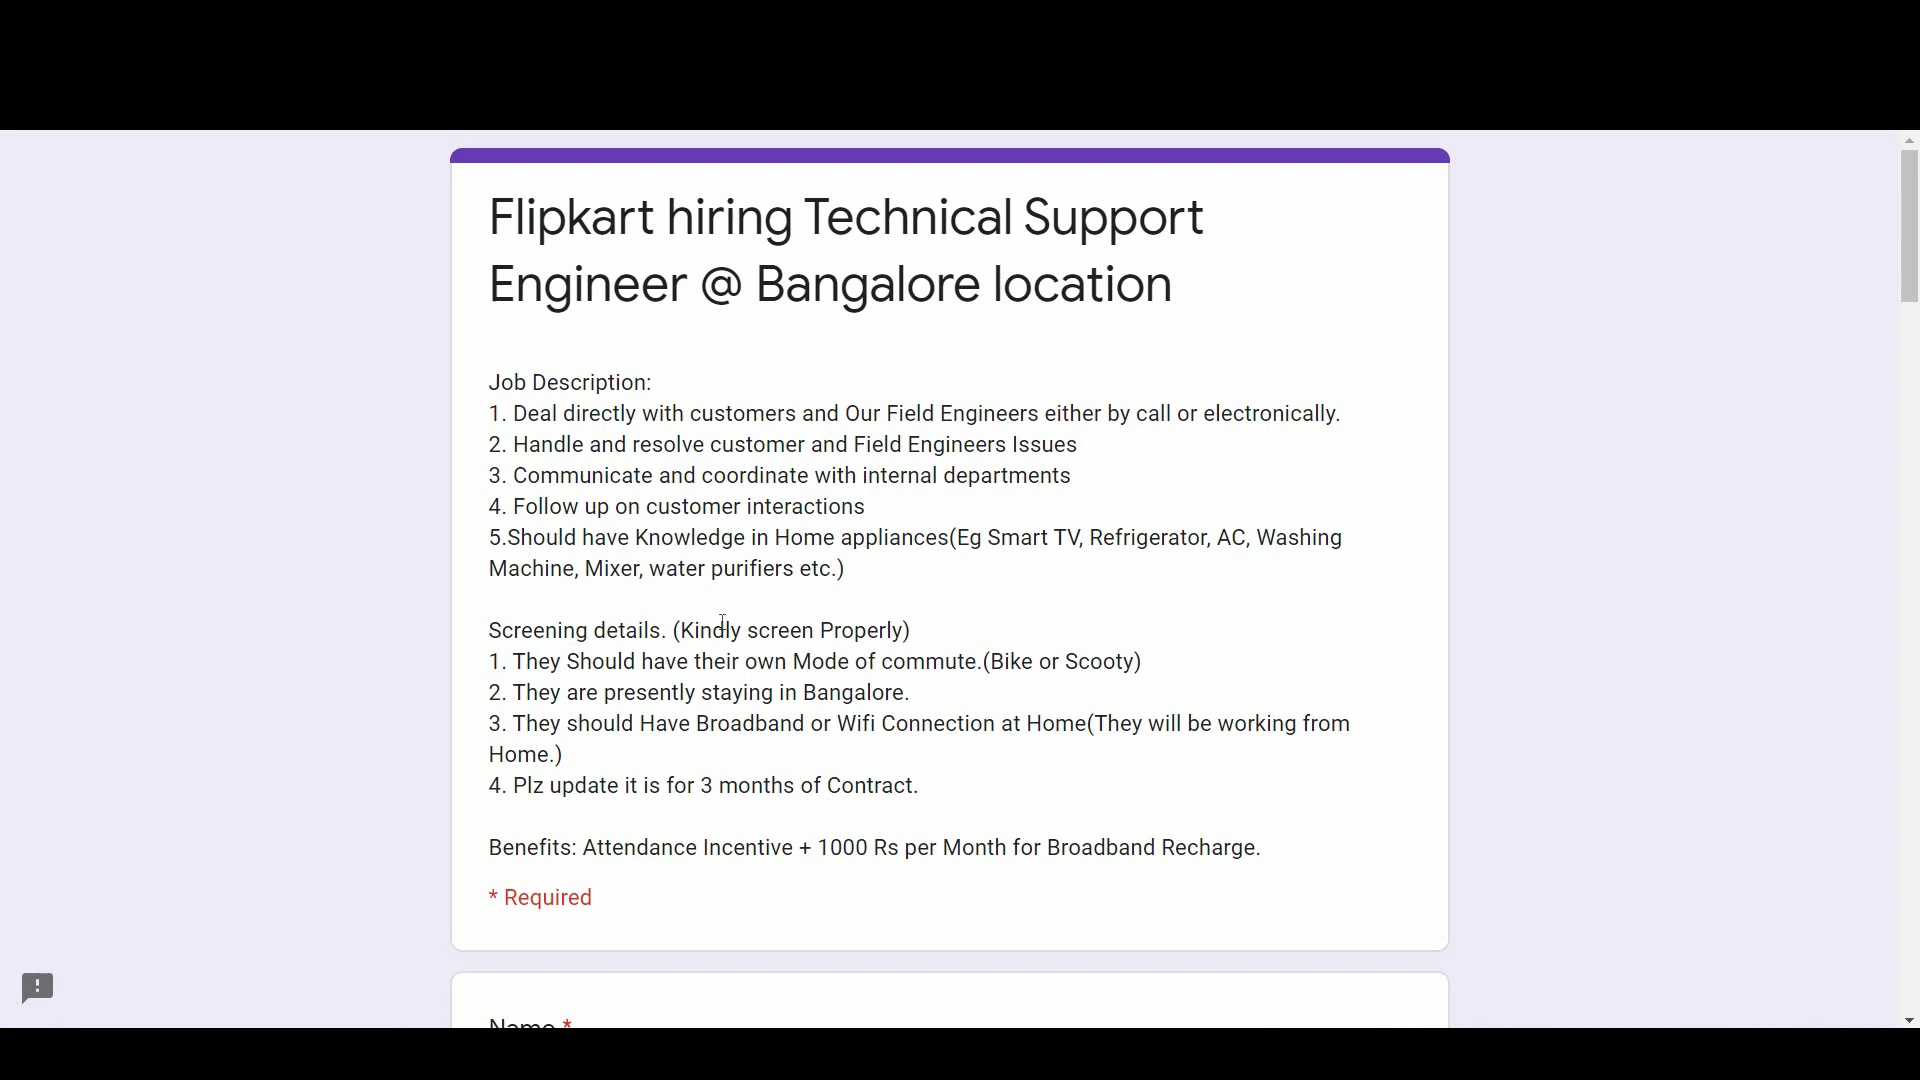 Flipkart hiring Technical Support
Engineer @ Bangalore location
Job Description:
1. Deal directly with customers and Our Field Engineers either by call or electronically.
2. Handle and resolve customer and Field Engineers Issues
3. Communicate and coordinate with internal departments
4. Follow up on customer interactions
5.Should have Knowledge in Home appliances(Eg Smart TV, Refrigerator, AC, Washing
Machine, Mixer, water purifiers etc.)
Screening details. (Kindly screen Properly)
1. They Should have their own Mode of commute.(Bike or Scooty)
2. They are presently staying in Bangalore.
3. They should Have Broadband or Wifi Connection at Home(They will be working from
Home.)
4. Plz update it is for 3 months of Contract.
Benefits: Attendance Incentive + 1000 Rs per Month for Broadband Recharge.
* Required
Name *